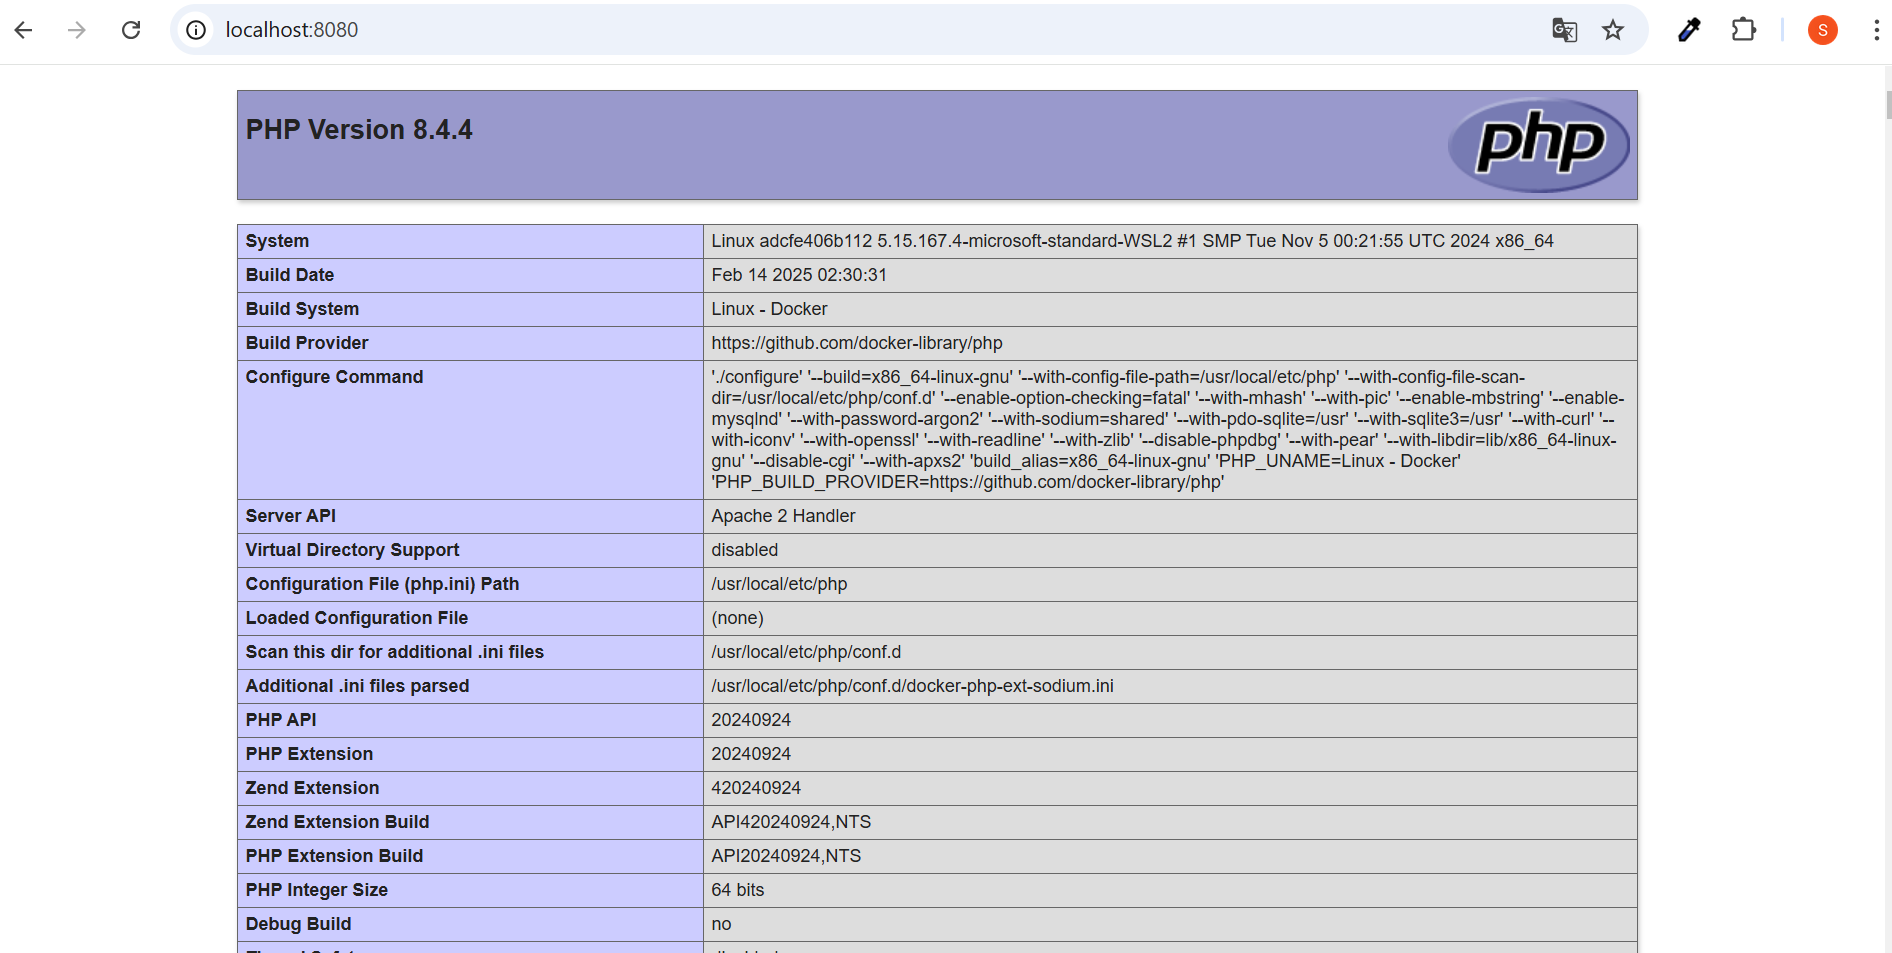 localhost:8080
S
PHP Version 8.4.4
php
System Linux adcfe406b112 5.15.167.4-microsoft-standard-WSL2 #1 SMP Tue Nov 5 00:21:55 UTC 2024 x86_64
Build Date Feb 14 2025 02:30:31
Build System Linux - Docker
Build Provider https://github.com/docker-library/php
Configure Command './configure' '--build=x86_64-linux-gnu' '--with-config-file-path=/usr/local/etc/php' '--with-config-file-scan-
dir=/usr/local/etc/php/conf.d' '--enable-option-checking=fatal' '--with-mhash' '--with-pic' '--enable-mbstring' '--enable-
mysqlnd' '--with-password-argon2' '--with-sodium=shared' '--with-pdo-sqlite=/usr' '--with-sqlite3=/usr' '--with-curl' '--
with-iconv' '--with-openssl' '--with-readline' '--with-zlib' '--disable-phpdbg' '--with-pear' '--with-libdir=lib/x86_64-linux-
gnu' '--disable-cgi' '--with-apxs2' 'build_alias=x86_64-linux-gnu' 'PHP_UNAME=Linux - Docker'
'PHP_BUILD_PROVIDER=https://github.com/docker-library/php'
Server API Apache 2 Handler
Virtual Directory Support disabled
Configuration File (php.ini) Path /usr/local/etc/php
Loaded Configuration File (none)
Scan this dir for additional .ini files /usr/local/etc/php/conf.d
Additional .ini files parsed /usr/local/etc/php/conf.d/docker-php-ext-sodium.ini
PHP API 20240924
PHP Extension 20240924
Zend Extension 420240924
Zend Extension Build API420240924,NTS
PHP Extension Build API20240924,NTS
PHP Integer Size 64 bits
Debug Build no